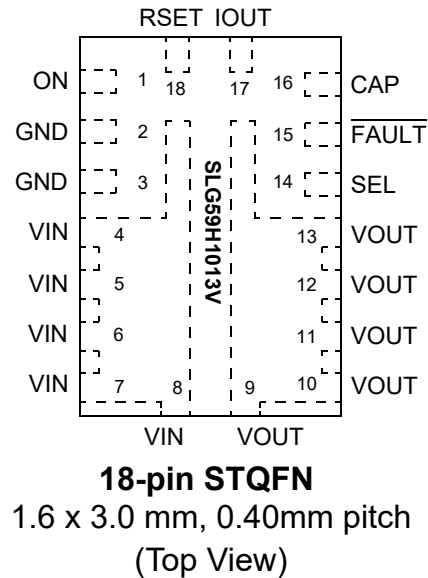 RSET IOUT
ON 1 18 17 16 CAP
GND 2 15 FAULT
GND 3 14 SEL
SLG59H1013V
VIN 4 13 VOUT
VIN 5 12 VOUT
VIN 6 11 VOUT
VIN 7 8 9 10 VOUT
VIN VOUT
18-pin STQFN
1.6 x 3.0 mm, 0.40mm pitch
(Top View)